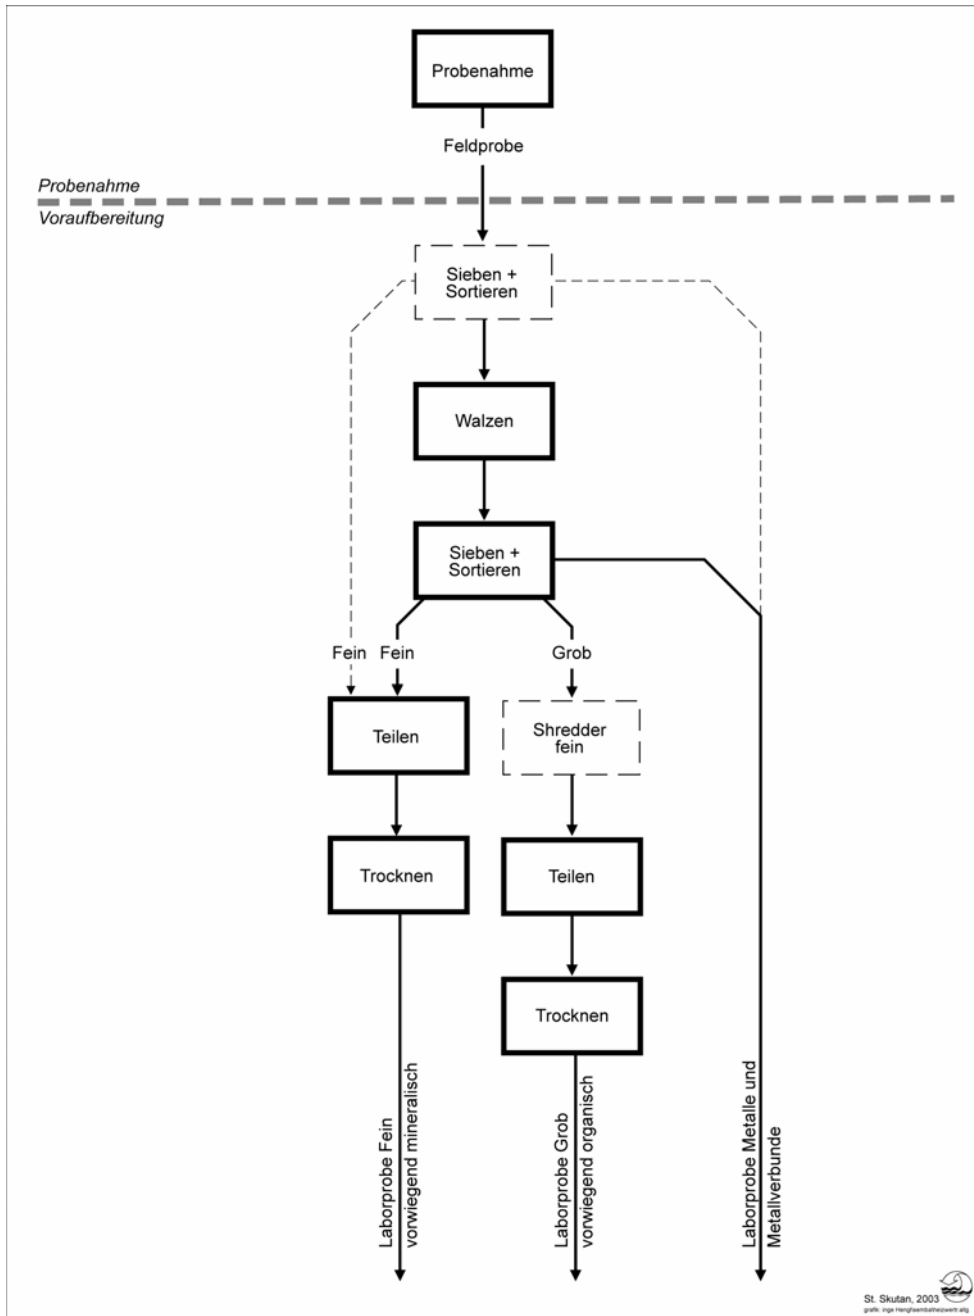 Probenahme
Feldprobe
Probenahme
Voraufbereitung
Sieben +
Sortieren
Walzen
Sieben +
Sortieren
Fein
Fein
Grob
Teilen
Shredder
fein
Trocknen
Teilen
Trocknen
Laborprobe Fein
vorwiegend mineralisch
Laborprobe Grob
vorwiegend organisch
Laborprobe Metalle und
Metallverbunde
St. Skutan, 2003